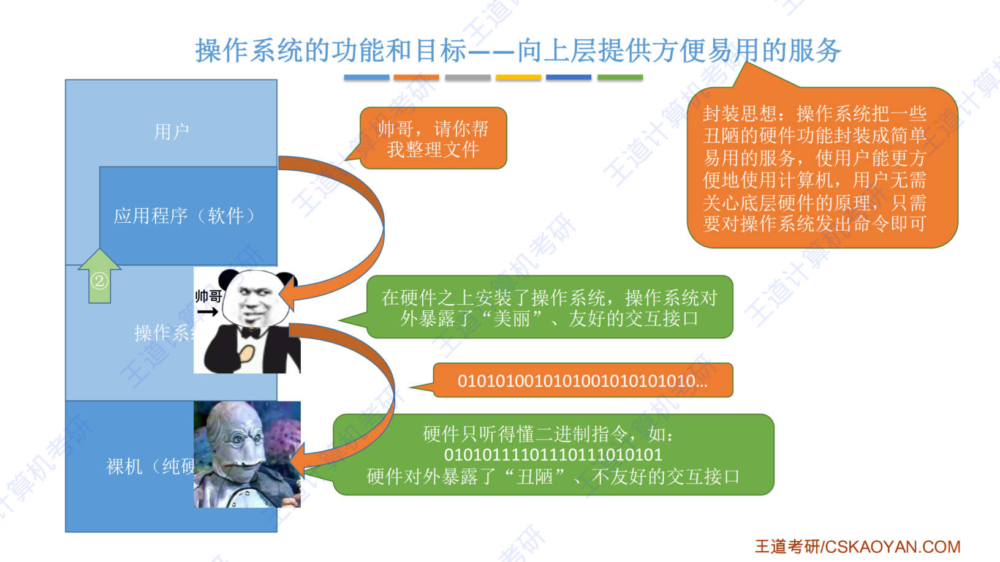 操作系统的功能和目标——向上层提供方便易用的服务
用户
应用程序（软件）
②
操作系
裸机（纯
帅哥
帅哥，请你帮
我整理文件
封装思想：操作系统把一些
丑陋的硬件功能封装成简单
易用的服务，使用户能更方
便地使用计算机，用户无需
关心底层硬件的原理，只需
要对操作系统发出命令即可
在硬件之上安装了操作系统，操作系统对
外暴露了“美丽”、友好的交互接口
0101010010101001010101010...
硬件只听得懂二进制指令，如：
01010111101110111010101
硬件对外暴露了“丑陋”、不友好的交互接口
王道考研/CSKAOYAN.COM
王道计算机考研